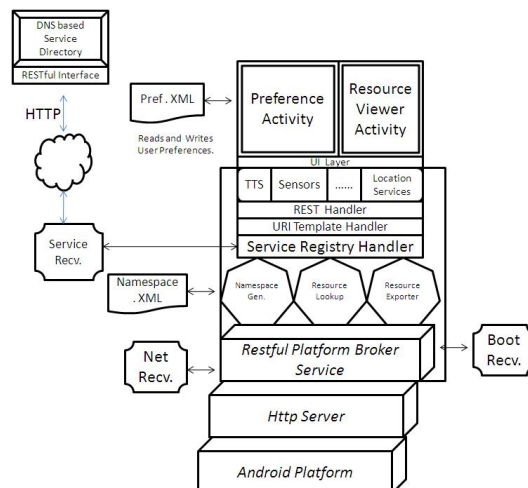 DNS based
Service
Directory
RESTful Interface
HTTP
Pref . XML
Reads and Writes
User Preferences.
Preference
Activity
Resource
Viewer
Activity
UI Layer
TTS
Sensors
......
Location
Services
REST Handler
URI Template Handler
Service Registry Handler
Service
Recv.
Namespace
. XML
Namespace
Gen.
Resource
Lookup
Resource
Exporter
Net
Recv.
Restful Platform Broker
Service
Boot
Recv.
Http Server
Android Platform